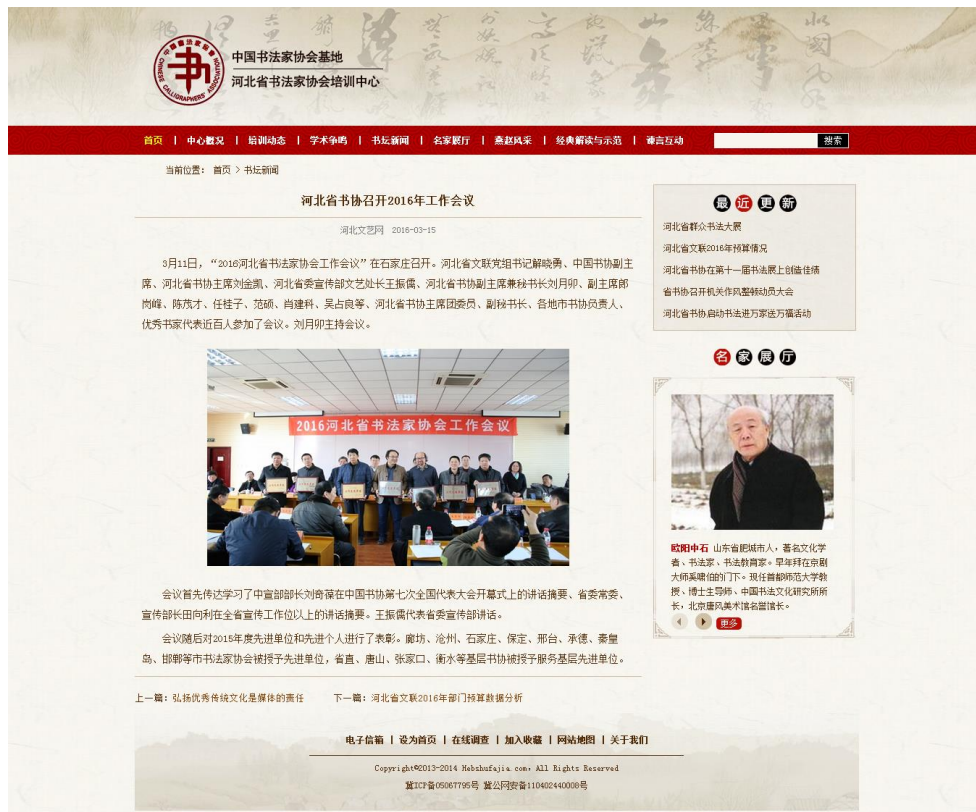 中国书法家协会基地
河北省书法家协会培训中心
CHINESE CALLIGRAPHERS' ASSOCIATION
首页 | 中心概况 | 培训动态 | 学术争鸣 | 书坛新闻 | 名家展厅 | 燕赵风采 | 经典解读与示范 | 谏言互动
搜索
当前位置: 首页 > 书坛新闻
河北省书协召开2016年工作会议
河北文艺网 2016-03-15
3月11日，“2016河北省书法家协会工作会议”在石家庄召开。河北省文联党组书记解晓勇、中国书协副主
席、河北省书协主席刘金凯、河北省委宣传部文艺处长王振儒、河北省书协副主席兼秘书长刘月卯、副主席郎
岗峰、陈茂才、任桂子、范硕、肖建科、吴占良等、河北省书协主席团委员、副秘书长、各地市书协负责人、
优秀书家代表近百人参加了会议。刘月卯主持会议。
2016河北省书法家协会工作会议
会议首先传达学习了中宣部部长刘奇葆在中国书协第七次全国代表大会开幕式上的讲话摘要、省委常委、
宣传部长田向利在全省宣传工作位以上的讲话摘要。王振儒代表省委宣传部讲话。
会议随后对2015年度先进单位和先进个人进行了表彰。廊坊、沧州、石家庄、保定、邢台、承德、秦皇
岛、邯郸等市书法家协会被授予先进单位，省直、唐山、张家口、衡水等基层书协被授予服务基层先进单位。
上一篇: 弘扬优秀传统文化是媒体的责任 下一篇: 河北省文联2016年部门预算数据分析
最近更新
河北省群众书法大展
河北省文联2016年预算情况
河北省书协在第十一届书法展上创造佳绩
省书协召开机关作风整顿动员大会
河北省书协启动书法进万家送万福活动
名家展厅
欧阳中石 山东省肥城市人，著名文化学
者、书法家、书法教育家。早年拜在京剧
大师奚啸伯的门下。现任首都师范大学教
授、博士生导师、中国书法文化研究所所
长，北京唐风美术馆名誉馆长。
更多
电子信箱 | 设为首页 | 在线调查 | 加入收藏 | 网站地图 | 关于我们
Copyright©2013-2014 Hebshufajia.com, All Rights Reserved
冀ICP备05067795号 冀公网安备110402440008号